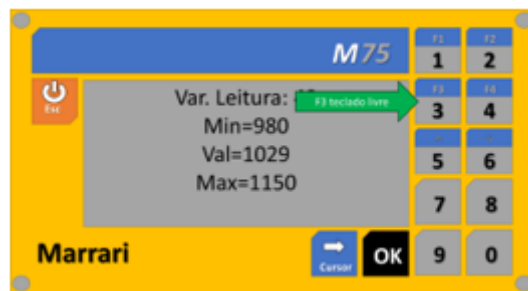 M75
F1 F2
1 2
Esc
Var. Leitura:
F3 teclado livre
F3 F4
3 4
Min=980
Val=1029
5 6
Max=1150
7 8
Marrari
Cursor
OK
9 0